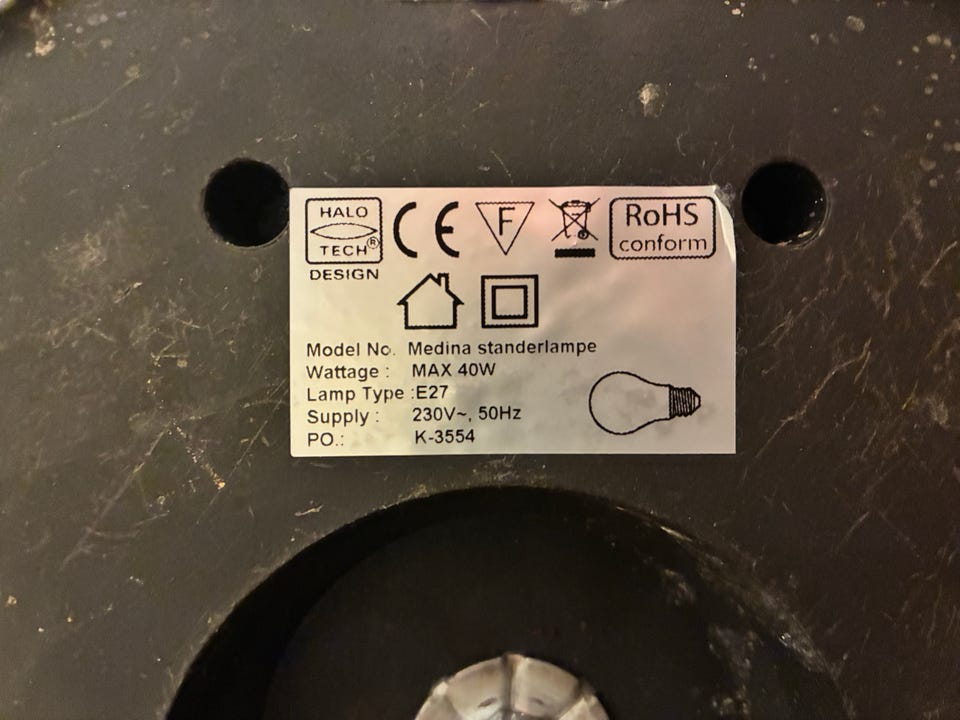 HALO
TECH®
DESIGN
CE
F
RoHS
conform
Model No. Medina standerlampe
Wattage : MAX 40W
Lamp Type :E27
Supply : 230V~, 50Hz
PO.: K-3554